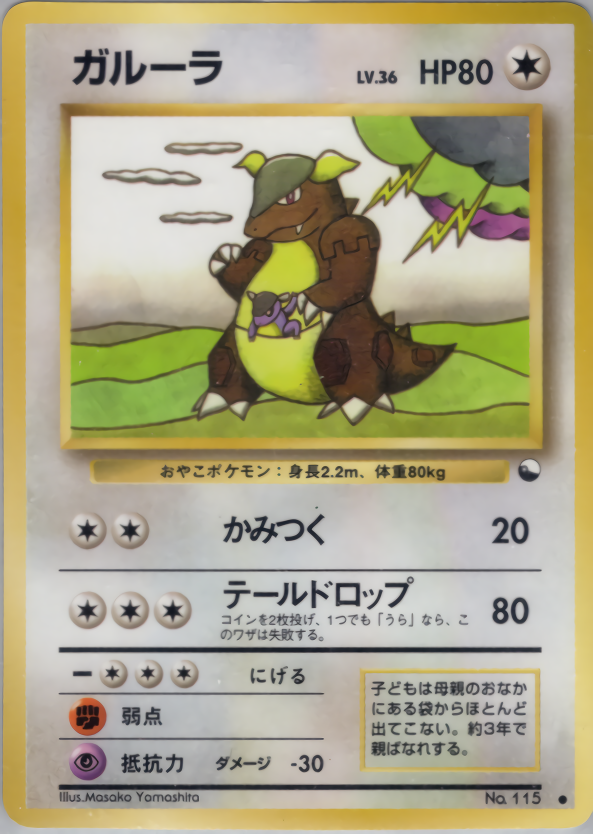 ガルーラ LV.36 HP80
おやこポケモン：身長2.2m、体重80kg
かみつく 20
テールドロップ 80
コインを2枚投げ、1つでも「うら」なら、こ
のワザは失敗する。
− にげる
弱点
抵抗力 ダメージ -30
子どもは母親のおなか
にある袋からほとんど
出てこない。約3年で
親ばなれする。
Illus.Masako Yamashita
No. 115 ●